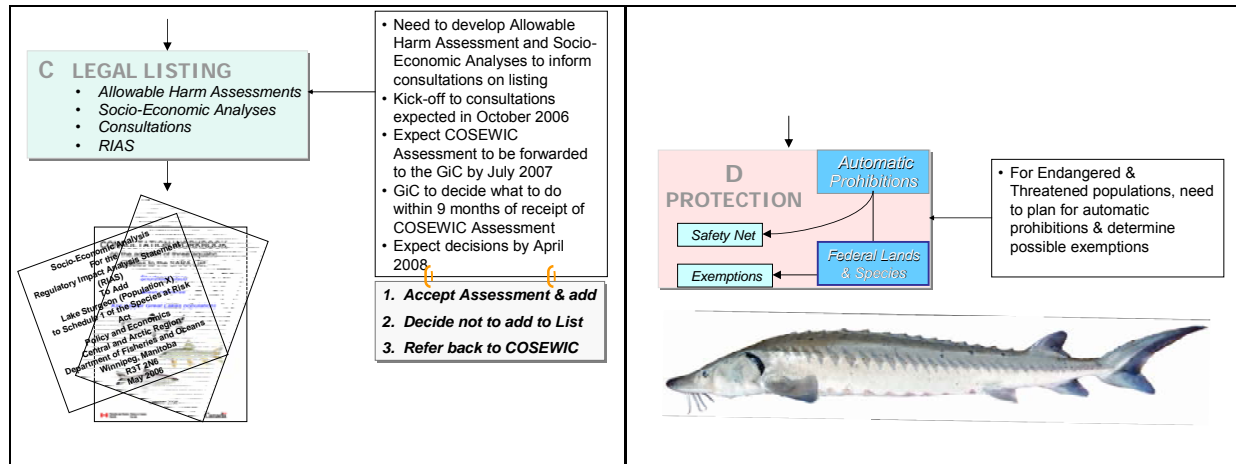 C LEGAL LISTING
• Allowable Harm Assessments
• Socio-Economic Analyses
• Consultations
• RIAS
• Need to develop Allowable
Harm Assessment and Socio-
Economic Analyses to inform
consultations on listing
• Kick-off to consultations
expected in October 2006
• Expect COSEWIC
Assessment to be forwarded
to the GiC by July 2007
• GiC to decide what to do
within 9 months of receipt of
COSEWIC Assessment
• Expect decisions by April
2008
1. Accept Assessment & add
2. Decide not to add to List
3. Refer back to COSEWIC
Socio-Economic Analysis
For the
Regulatory Impact Analysis Statement
(RIAS)
To Add
Lake Sturgeon (Population X)
to Schedule 1 of the Species at Risk
Act
Policy and Economics
Central and Arctic Region
Department of Fisheries and Oceans
Winnipeg, Manitoba
R3T 2N6
May 2006
CONSULTATION WORKBOOK
Canada
D
PROTECTION
Automatic
Prohibitions
Safety Net
Federal Lands
& Species
Exemptions
• For Endangered &
Threatened populations, need
to plan for automatic
prohibitions & determine
possible exemptions